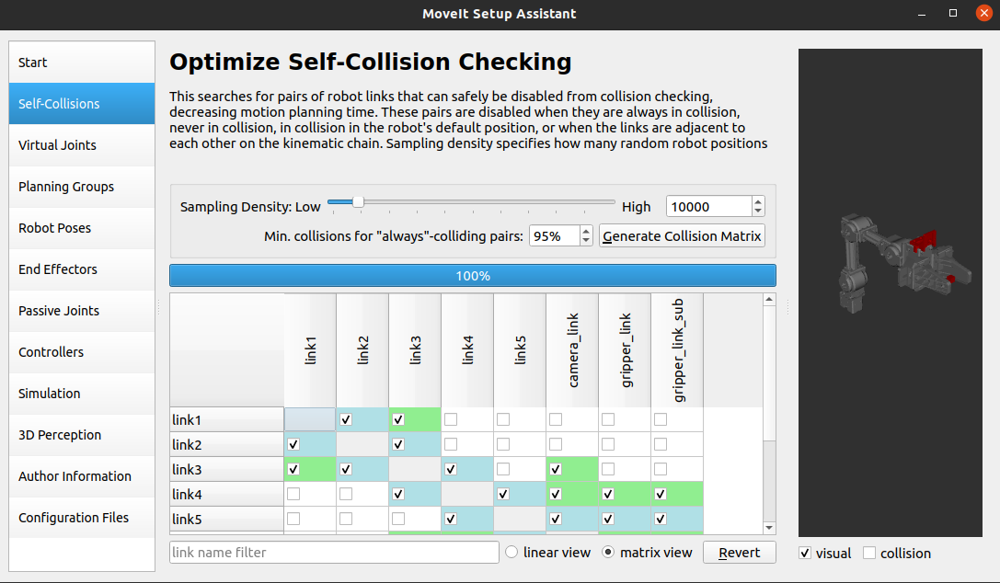 MoveIt Setup Assistant
Start
Self-Collisions
Virtual Joints
Planning Groups
Robot Poses
End Effectors
Passive Joints
Controllers
Simulation
3D Perception
Author Information
Configuration Files
Optimize Self-Collision Checking
This searches for pairs of robot links that can safely be disabled from collision checking,
decreasing motion planning time. These pairs are disabled when they are always in collision,
never in collision, in collision in the robot's default position, or when the links are adjacent to
each other on the kinematic chain. Sampling density specifies how many random robot positions
Sampling Density: Low High 10000
Min. collisions for "always"-colliding pairs: 95% Generate Collision Matrix
100%
link1 link2 link3 link4 link5 camera_link gripper_link gripper_link_sub
link1
link2
link3
link4
link5
link name filter linear view matrix view Revert
visual collision